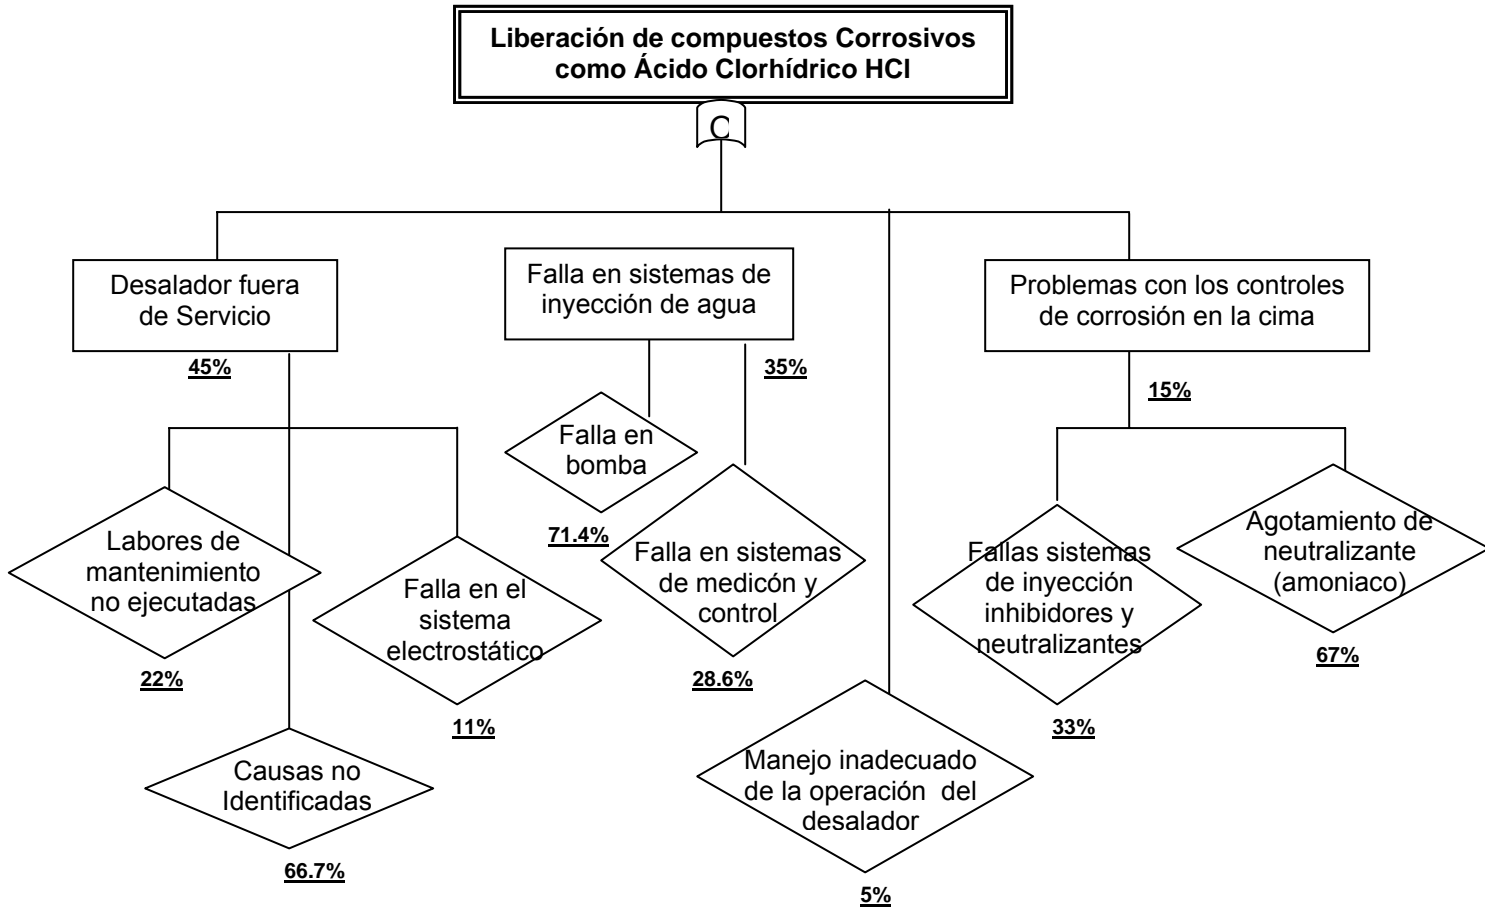 Liberación de compuestos Corrosivos
como Ácido Clorhídrico HCl
C
Desalador fuera
de Servicio
45%
Falla en sistemas de
inyección de agua
35%
Problemas con los controles
de corrosión en la cima
15%
Labores de
mantenimiento
no ejecutadas
22%
Causas no
Identificadas
66.7%
Falla en el
sistema
electrostático
11%
Falla en
bomba
71.4%
Falla en sistemas
de medicón y
control
28.6%
Manejo inadecuado
de la operación del
desalador
5%
Fallas sistemas
de inyección
inhibidores y
neutralizantes
33%
Agotamiento de
neutralizante
(amoniaco)
67%